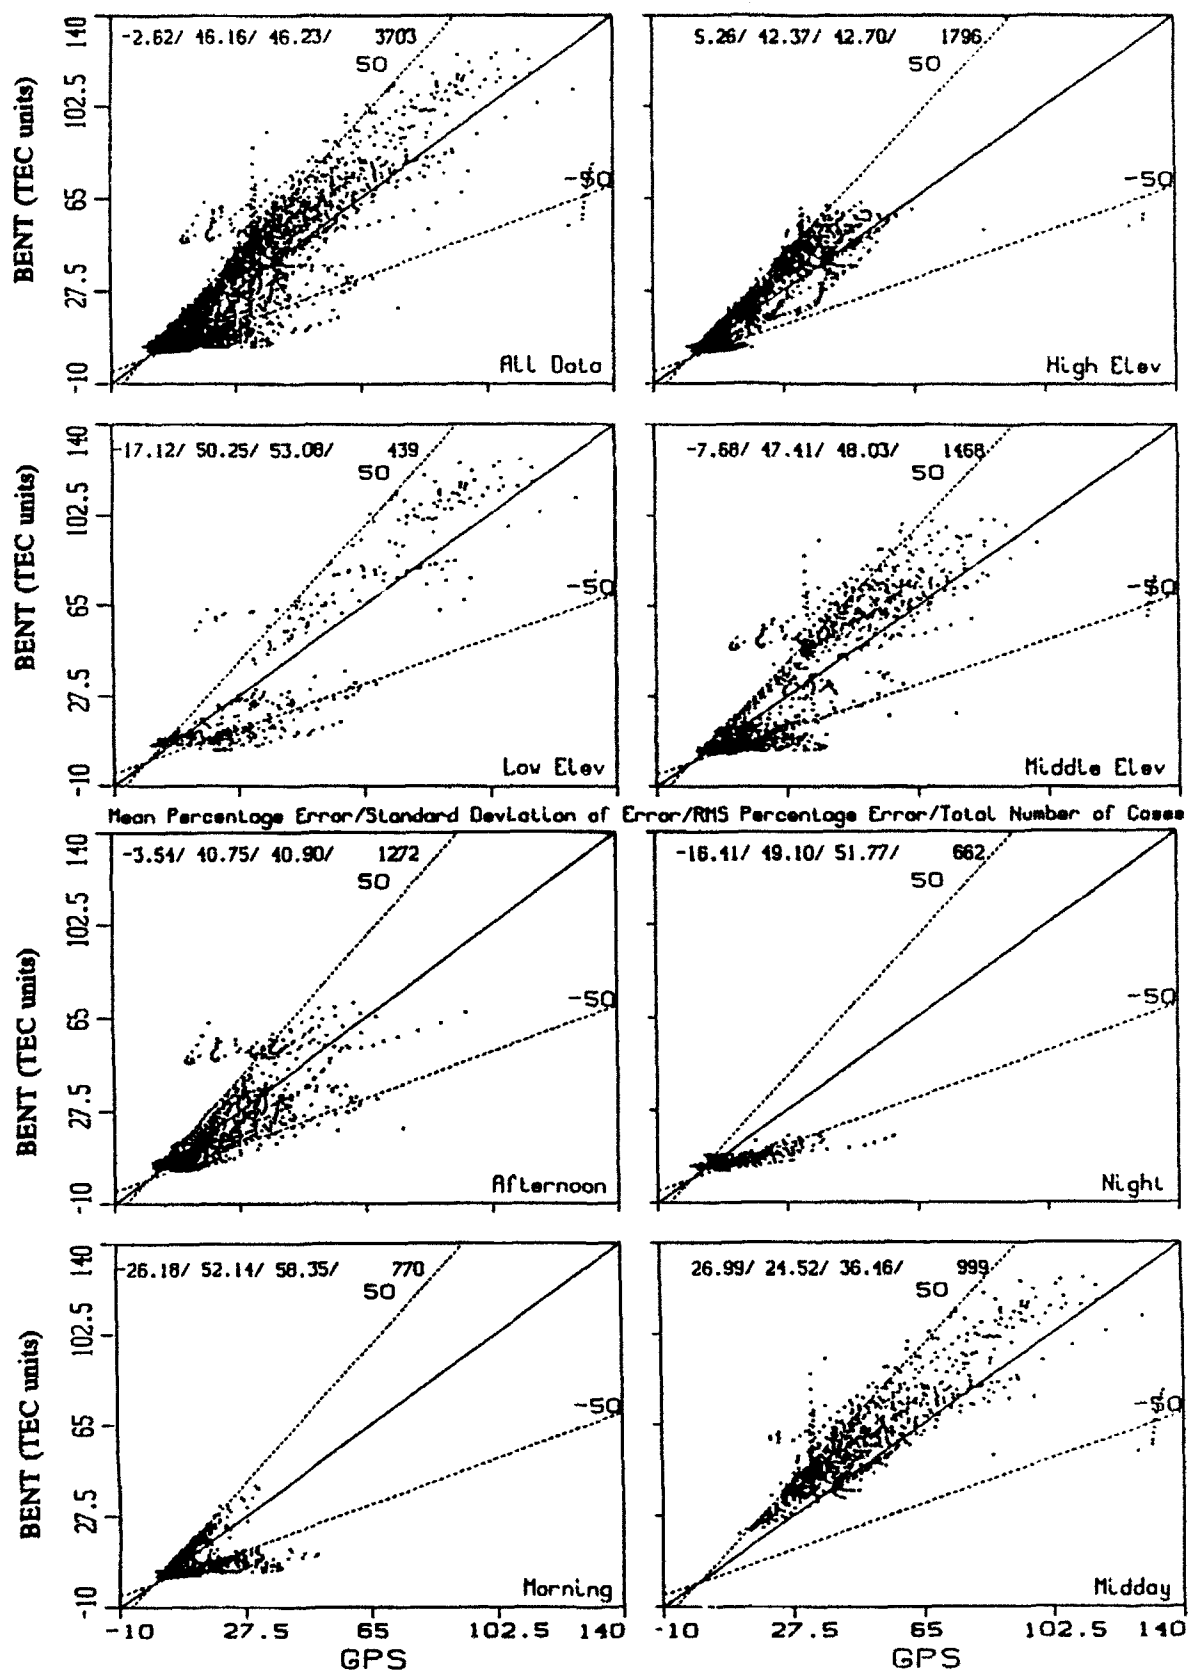 140 -2.62/ 46.16/ 46.23/ 3703
5.26/ 42.37/ 42.70/ 1796
50
50
102.5
BENT (TEC units)
-50
-50
65
27.5
-10
All Data
High Elev
140 -17.12/ 50.25/ 53.08/ 439
-7.68/ 47.41/ 48.03/ 1468
50
50
102.5
BENT (TEC units)
-50
-50
65
27.5
-10
Low Elev
Middle Elev
Mean Percentage Error/Standard Deviation of Error/RMS Percentage Error/Total Number of Cases
140 -3.54/ 40.75/ 40.90/ 1272
-16.41/ 49.10/ 51.77/ 662
50
50
102.5
BENT (TEC units)
-50
-50
65
27.5
-10
Afternoon
Night
140 -26.18/ 52.14/ 58.35/ 770
26.99/ 24.52/ 36.46/ 999
50
50
102.5
BENT (TEC units)
-50
-50
65
27.5
-10
Morning
Midday
-10 27.5 65 102.5 140
-10 27.5 65 102.5 140
GPS
GPS